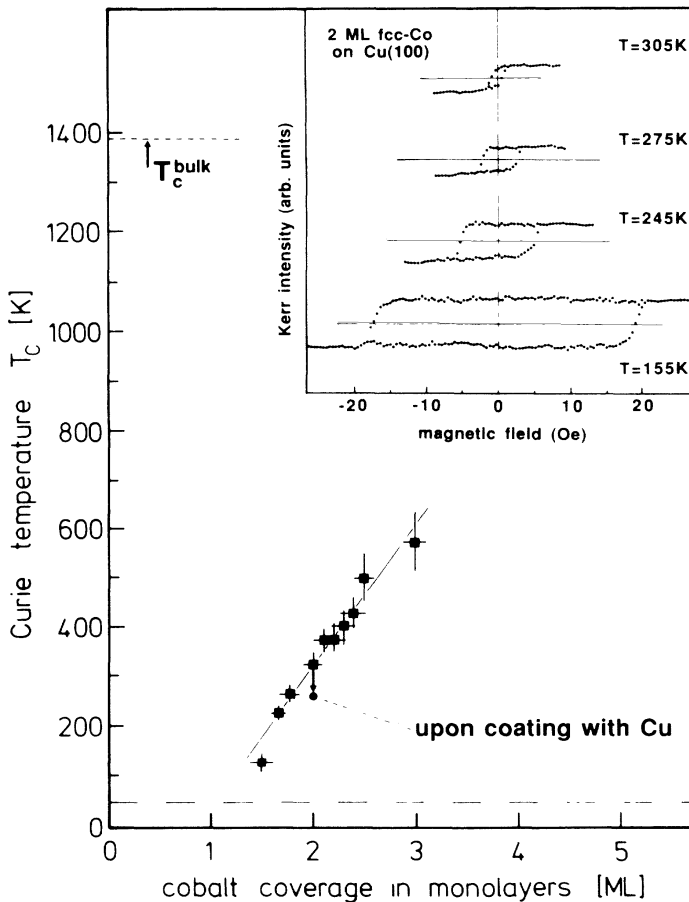 2 ML fcc-Co
on Cu(100)
T=305K
T=275K
T=245K
T=155K
Kerr intensity (arb. units)
-20 -10 0 10 20
magnetic field (Oe)
1400
1200
1000
800
600
400
200
0
T_c^bulk
Curie temperature T_C [K]
upon coating with Cu
0 1 2 3 4 5
cobalt coverage in monolayers [ML]